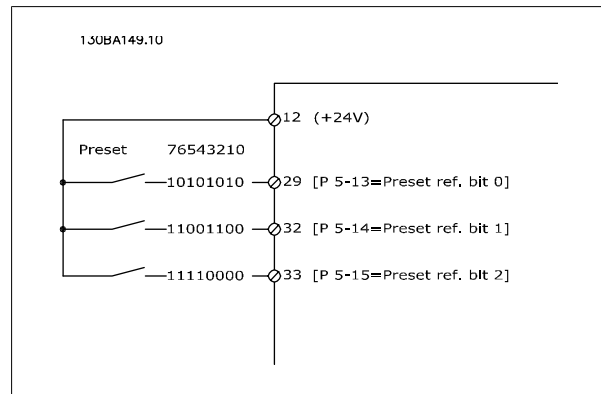 130BA149.10
12 (+24V)
Preset 76543210
10101010 29 [P 5-13=Preset ref. bit 0]
11001100 32 [P 5-14=Preset ref. bit 1]
11110000 33 [P 5-15=Preset ref. bit 2]